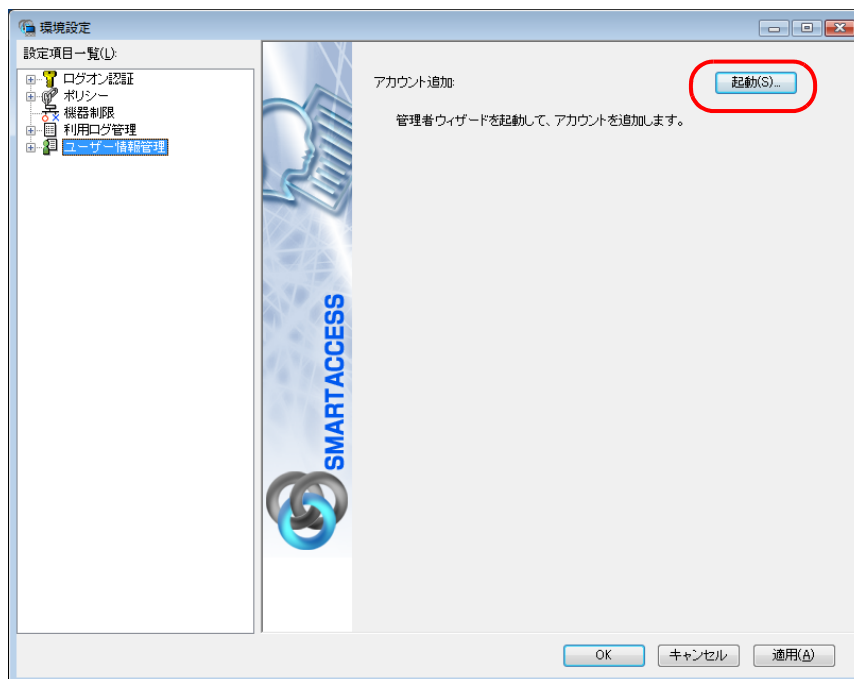 環境設定
設定項目一覧(L):
ログオン認証
ポリシー
機器制限
利用ログ管理
ユーザー情報管理
SMARTACCESS
アカウント追加:
起動(S)...
管理者ウィザードを起動して、アカウントを追加します。
OK
キャンセル
適用(A)